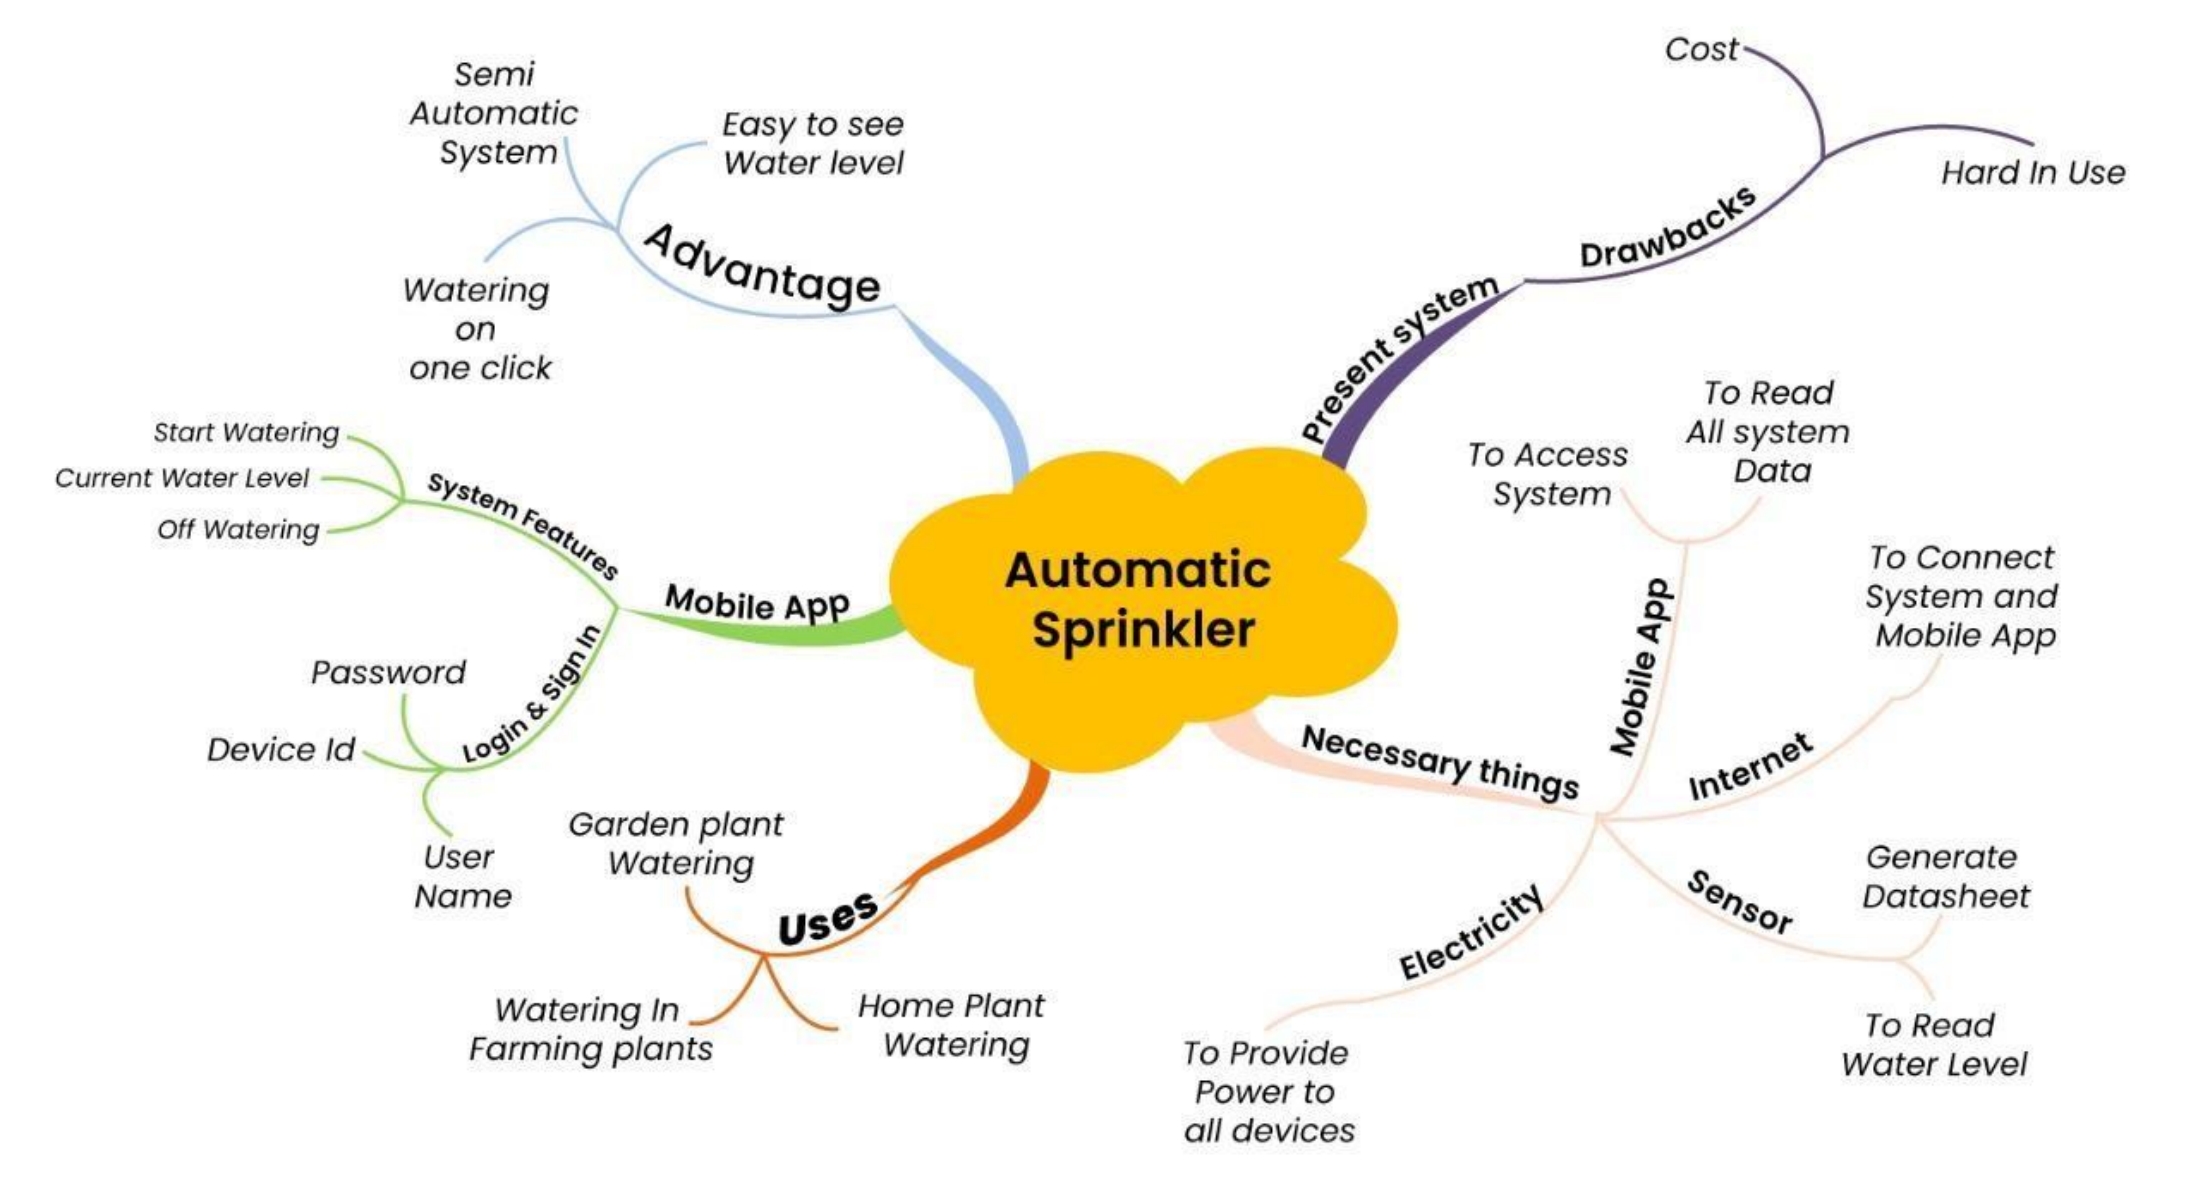 Automatic
Sprinkler
Advantage
Semi
Automatic
System
Easy to see
Water level
Watering
on
one click
Mobile App
System Features
Start Watering
Current Water Level
Off Watering
Login & Sign In
Password
Device Id
User
Name
Uses
Garden plant
Watering
Watering In
Farming plants
Home Plant
Watering
Present system
Drawbacks
Cost
Hard In Use
Necessary things
Mobile App
To Access
System
To Read
All system
Data
Internet
To Connect
System and
Mobile App
Sensor
Generate
Datasheet
To Read
Water Level
Electricity
To Provide
Power to
all devices